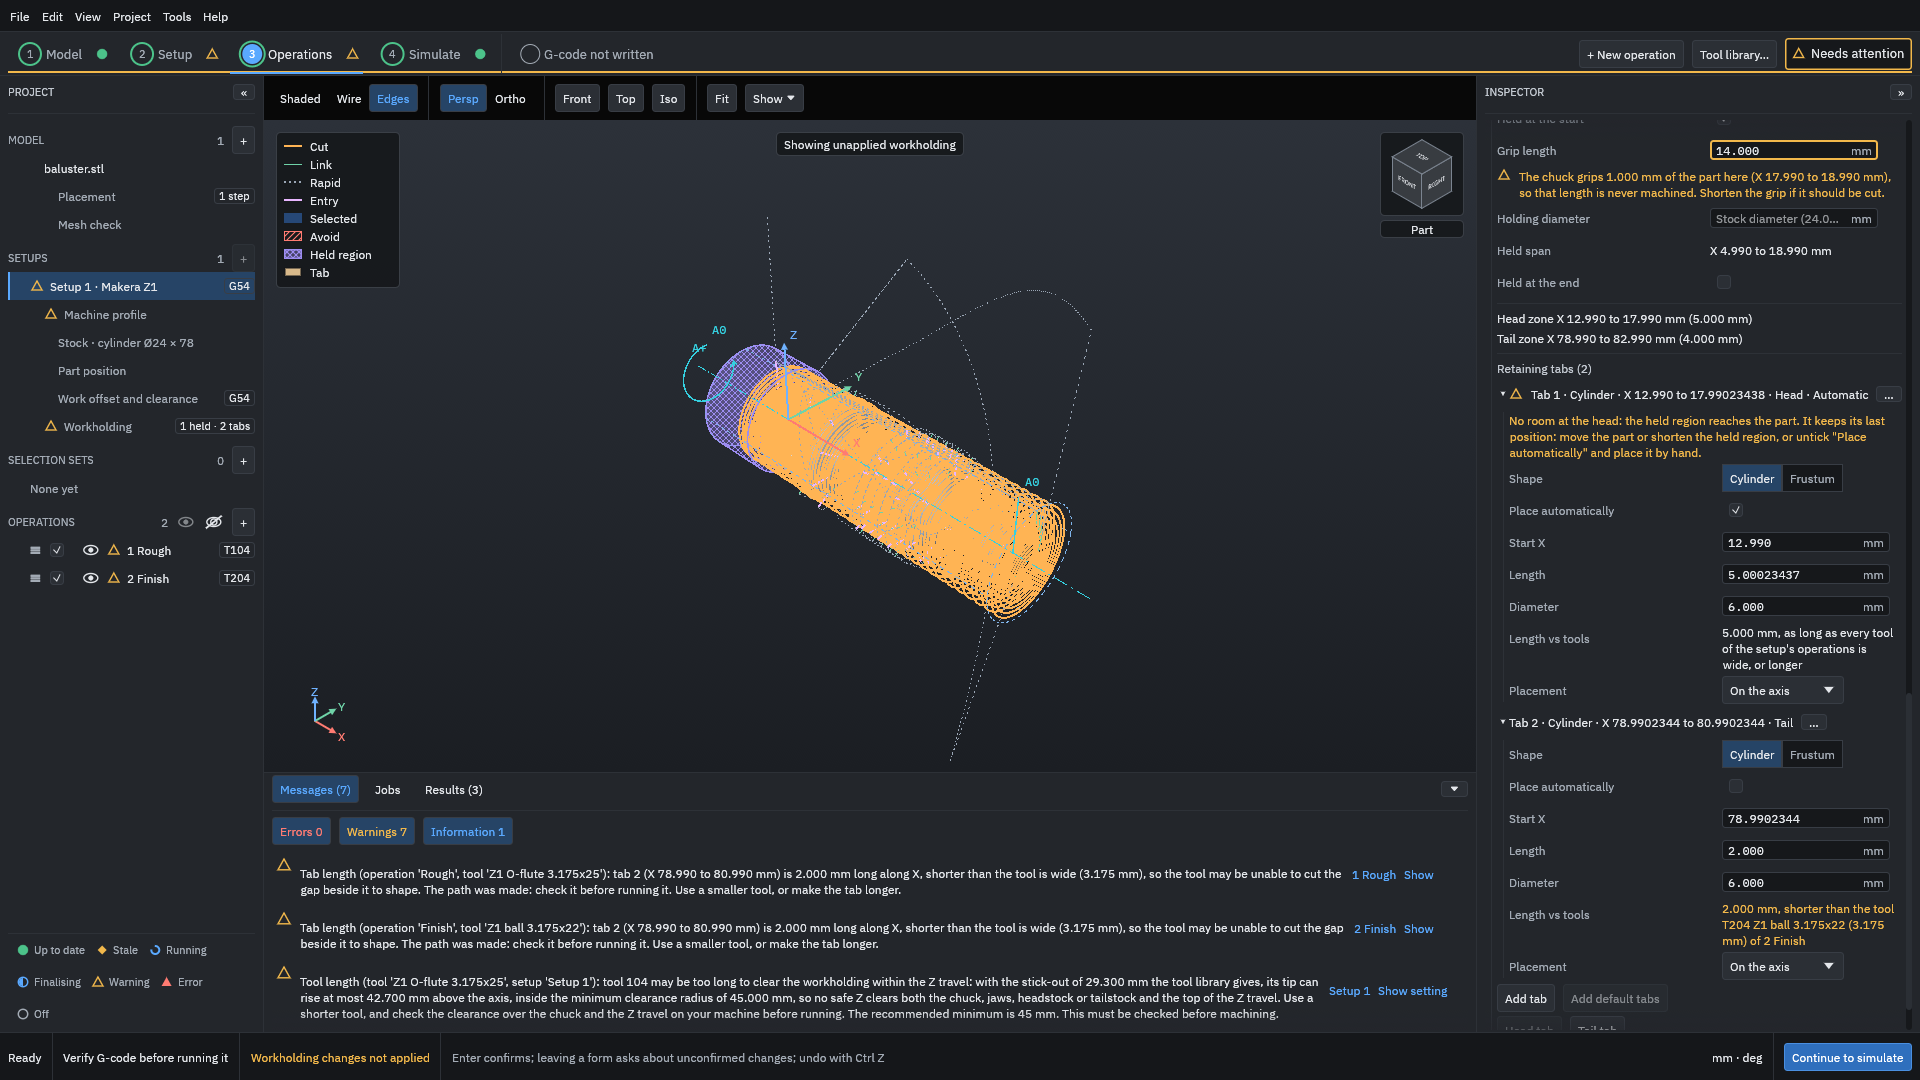 File Edit View Project Tools Help
1 Model 2 Setup 3 Operations 4 Simulate G-code not written + New operation Tool library... Needs attention
PROJECT «
MODEL 1 +
baluster.stl
Placement 1 step
Mesh check
SETUPS 1 +
Setup 1 · Makera Z1 G54
Machine profile
Stock · cylinder Ø24 × 78
Part position
Work offset and clearance G54
Workholding 1 held · 2 tabs
SELECTION SETS 0 +
None yet
OPERATIONS 2 +
1 Rough T104
2 Finish T204
Up to date Stale Running
Finalising Warning Error
Off
Shaded Wire Edges Persp Ortho Front Top Iso Fit Show
Cut
Link
Rapid
Entry
Selected
Avoid
Held region
Tab
Showing unapplied workholding
TOP
FRONT RIGHT
Part
A0
A+
Z
Y
X
A0
Z
Y
X
Messages (7) Jobs Results (3)
Errors 0 Warnings 7 Information 1
Tab length (operation 'Rough', tool 'Z1 O-flute 3.175x25'): tab 2 (X 78.990 to 80.990 mm) is 2.000 mm long along X, shorter than the tool is wide (3.175 mm), so the tool may be unable to cut the
gap beside it to shape. The path was made: check it before running it. Use a smaller tool, or make the tab longer.
1 Rough Show
Tab length (operation 'Finish', tool 'Z1 ball 3.175x22'): tab 2 (X 78.990 to 80.990 mm) is 2.000 mm long along X, shorter than the tool is wide (3.175 mm), so the tool may be unable to cut the gap
beside it to shape. The path was made: check it before running it. Use a smaller tool, or make the tab longer.
2 Finish Show
Tool length (tool 'Z1 O-flute 3.175x25', setup 'Setup 1'): tool 104 may be too long to clear the workholding within the Z travel: with the stick-out of 29.300 mm the tool library gives, its tip can
rise at most 42.700 mm above the axis, inside the minimum clearance radius of 45.000 mm, so no safe Z clears both the chuck, jaws, headstock or tailstock and the top of the Z travel. Use a
shorter tool, and check the clearance over the chuck and the Z travel on your machine before running. The recommended minimum is 45 mm. This must be checked before machining.
Setup 1 Show setting
INSPECTOR »
Held at the start
Grip length 14.000 mm
The chuck grips 1.000 mm of the part here (X 17.990 to 18.990 mm),
so that length is never machined. Shorten the grip if it should be cut.
Holding diameter Stock diameter (24.0... mm
Held span X 4.990 to 18.990 mm
Held at the end
Head zone X 12.990 to 17.990 mm (5.000 mm)
Tail zone X 78.990 to 82.990 mm (4.000 mm)
Retaining tabs (2)
Tab 1 · Cylinder · X 12.990 to 17.99023438 · Head · Automatic ...
No room at the head: the held region reaches the part. It keeps its last
position: move the part or shorten the held region, or untick "Place
automatically" and place it by hand.
Shape Cylinder Frustum
Place automatically
Start X 12.990 mm
Length 5.00023437 mm
Diameter 6.000 mm
Length vs tools 5.000 mm, as long as every tool
of the setup's operations is
wide, or longer
Placement On the axis
Tab 2 · Cylinder · X 78.9902344 to 80.9902344 · Tail ...
Shape Cylinder Frustum
Place automatically
Start X 78.9902344 mm
Length 2.000 mm
Diameter 6.000 mm
Length vs tools 2.000 mm, shorter than the tool
T204 Z1 ball 3.175x22 (3.175
mm) of 2 Finish
Placement On the axis
Add tab Add default tabs
Head tab Tail tab
Ready Verify G-code before running it Workholding changes not applied Enter confirms; leaving a form asks about unconfirmed changes; undo with Ctrl Z mm · deg Continue to simulate